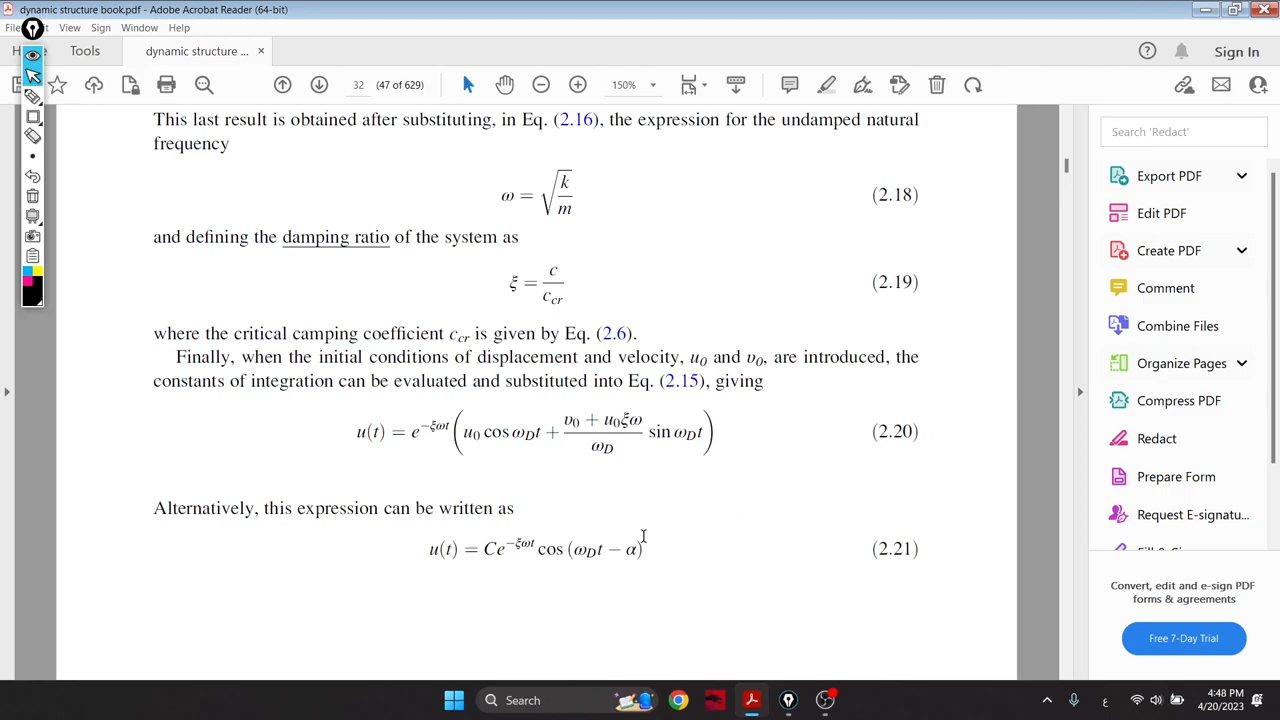 dynamic structure book.pdf - Adobe Acrobat Reader (64-bit)
File View Sign Window Help
Tools dynamic structure ... × Sign In
32 (47 of 629) 150%
This last result is obtained after substituting, in Eq. (2.16), the expression for the undamped natural
frequency
ω = √(k/m) (2.18)
and defining the damping ratio of the system as
ξ = c/c_cr (2.19)
where the critical camping coefficient c_cr is given by Eq. (2.6).
Finally, when the initial conditions of displacement and velocity, u_0 and υ_0, are introduced, the
constants of integration can be evaluated and substituted into Eq. (2.15), giving
u(t) = e^{−ξωt}(u_0 cos ω_D t + (υ_0 + u_0ξω)/ω_D sin ω_D t) (2.20)
Alternatively, this expression can be written as
u(t) = Ce^{−ξωt} cos (ω_D t − α) (2.21)
Search 'Redact'
Export PDF
Edit PDF
Create PDF
Comment
Combine Files
Organize Pages
Compress PDF
Redact
Prepare Form
Request E-signatu...
Convert, edit and e-sign PDF
forms & agreements
Free 7-Day Trial
Search
ع
4:48 PM
4/20/2023